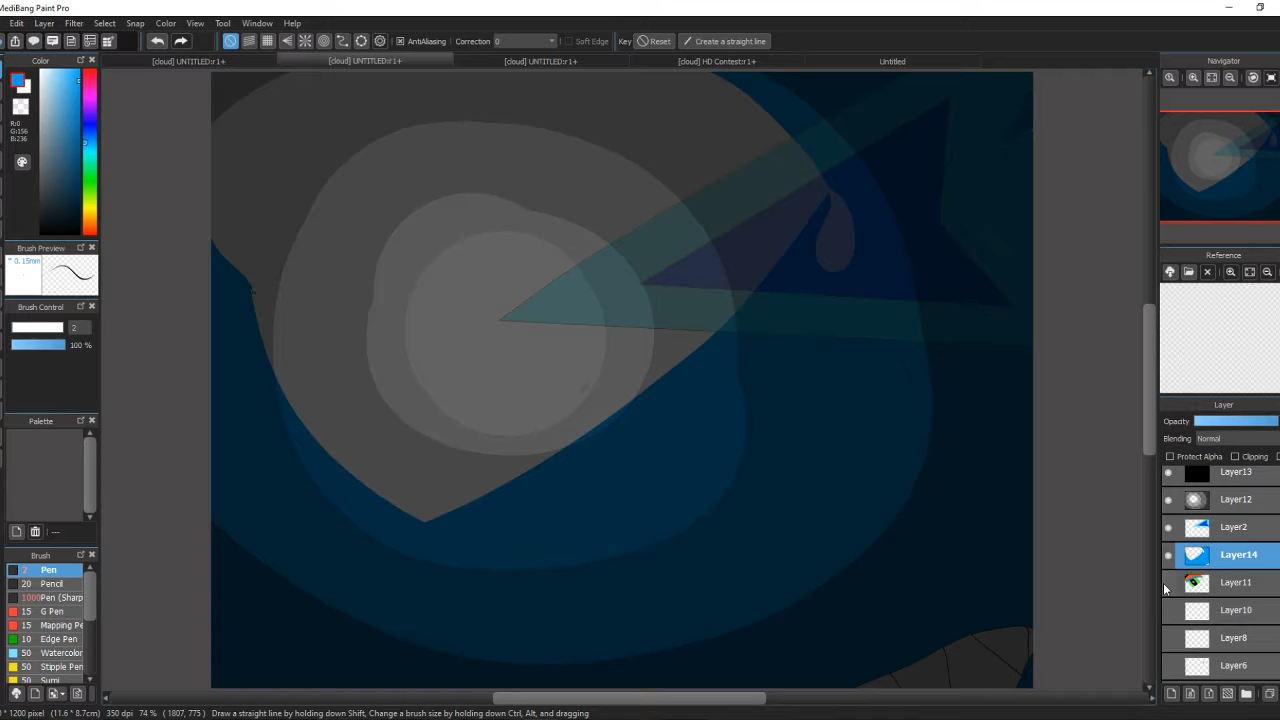 MediBang Paint Pro
Edit Layer Filter Select Snap Color View Tool Window Help
AntiAliasing Correction 0 Soft Edge Key Reset Create a straight line
Color
[cloud] UNTITLED:r1+ [cloud] UNTITLED:r1+ [cloud] UNTITLED:r1+ [cloud] HD Contest:r1+ Untitled
Navigator
R:0
G:156
B:236
Brush Preview
* 0.15mm
Reference
Brush Control
2
100 %
Layer
Palette
Opacity
Blending Normal
Protect Alpha Clipping
Layer13
Layer12
Layer2
Layer14
Layer11
Layer10
Layer8
Layer6
---
Brush
2 Pen
20 Pencil
1000 Pen (Sharp
15 G Pen
15 Mapping Pe
10 Edge Pen
50 Watercolor
50 Stipple Pen
50 Sumi
0 * 1200 pixel (11.6 * 8.7cm) 350 dpi 74 % ( 1807, 775 ) Draw a straight line by holding down Shift, Change a brush size by holding down Ctrl, Alt, and dragging